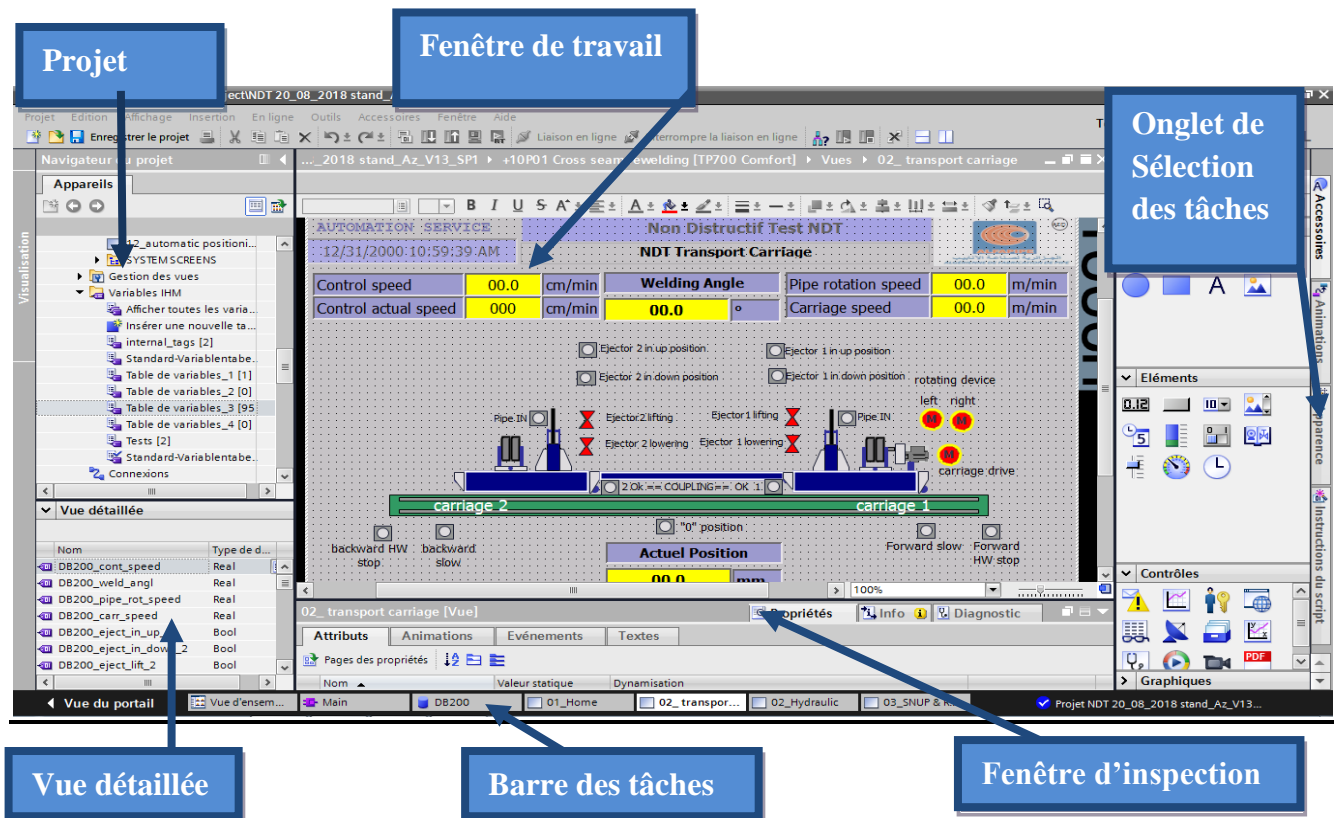 Projet
Fenêtre de travail
Onglet de
Sélection
des tâches
Projet Edition Affichage Insertion En ligne Outils Accessoires Fenêtre Aide
Enregistrer le projet
Liaison en ligne
Interrompre la liaison en ligne
Navigateur du projet
..._2018 stand_Az_V13_SP1 ▸ +10P01 Cross seam rewelding [TP700 Comfort] ▸ Vues ▸ 02_ transport carriage
Appareils
Visualisation
12_automatic positioni...
SYSTEM SCREENS
Gestion des vues
Variables IHM
Afficher toutes les varia...
Insérer une nouvelle ta...
internal_tags [2]
Standard-Variablentabe..
Table de variables_1 [1]
Table de variables_2 [0]
Table de variables_3 [95
Table de variables_4 [0]
Tests [2]
Standard-Variablentabe..
Connexions
Vue détaillée
Nom Type de d...
DB200_cont_speed Real
DB200_weld_angl Real
DB200_pipe_rot_speed Real
DB200_carr_speed Real
DB200_eject_in_up_ Bool
Bool
DB200_eject_lift_2 Bool
B I U S
AUTOMATION SERVICE
Non Distructif Test NDT
12/31/2000 10:59:39 AM
NDT Transport Carriage
Control speed 00.0 cm/min
Welding Angle
Pipe rotation speed 00.0 m/min
Control actual speed 000 cm/min
00.0 °
Carriage speed 00.0 m/min
Ejector 2 in up position
Ejector 1 in up position
Ejector 2 in down position
Ejector 1 in down position
rotating device
left right
Pipe IN
Ejector2 lifting
Ejector 1 lifting
Pipe IN
M M
Ejector 2 lowering
Ejector 1 lowering
M
carriage drive
2 Ok == COUPLING== OK 1
carriage 2
carriage 1
"0" position
backward HW
stop
backward
slow
Forward slow
Forward
HW stop
Actuel Position
00.0 mm
100%
02_ transport carriage [Vue]
Propriétés
Info
Diagnostic
Attributs Animations Evénements Textes
Pages des propriétés
Nom Valeur statique Dynamisation
A
Eléments
Contrôles
PDF
Graphiques
Accessoires
Animations
Instructions du script
Vue du portail
Vue d'ensem...
Main
DB200
01_Home
02_ transpor...
02_Hydraulic
Projet NDT 20_08_2018 stand_Az_V13...
Vue détaillée
Barre des tâches
Fenêtre d'inspection